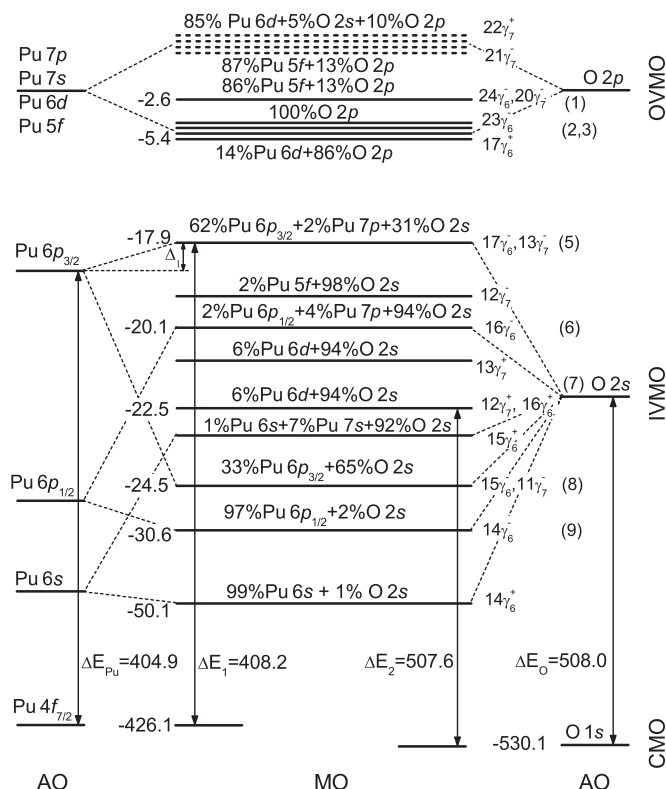 85% Pu 6d+5%O 2s+10%O 2p
22γ₇⁺
Pu 7p
21γ₇⁻
87%Pu 5f+13%O 2p
Pu 7s
86%Pu 5f+13%O 2p
O 2p
Pu 6d
-2.6
24γ₆⁻,20γ₇⁻
(1)
100%O 2p
23γ₆⁻
Pu 5f
-5.4
(2,3)
14%Pu 6d+86%O 2p
17γ₆⁺
OVMO
62%Pu 6p₃/₂+2%Pu 7p+31%O 2s
-17.9
17γ₆⁻,13γ₇⁻
(5)
Pu 6p₃/₂
Δ₁
2%Pu 5f+98%O 2s
12γ₇⁻
2%Pu 6p₁/₂+4%Pu 7p+94%O 2s
-20.1
16γ₆⁻
(6)
6%Pu 6d+94%O 2s
13γ₇⁺
(7)
O 2s
6%Pu 6d+94%O 2s
-22.5
12γ₇⁺, 16γ₆⁺
1%Pu 6s+7%Pu 7s+92%O 2s
15γ₆⁺
IVMO
33%Pu 6p₃/₂+65%O 2s
-24.5
15γ₆⁻,11γ₇⁻
(8)
Pu 6p₁/₂
97%Pu 6p₁/₂+2%O 2s
-30.6
14γ₆⁻
(9)
Pu 6s
99%Pu 6s + 1% O 2s
-50.1
14γ₆⁺
ΔE_Pu=404.9
ΔE₁=408.2
ΔE₂=507.6
ΔE_O=508.0
Pu 4f₇/₂
-426.1
-530.1
O 1s
CMO
AO
MO
AO